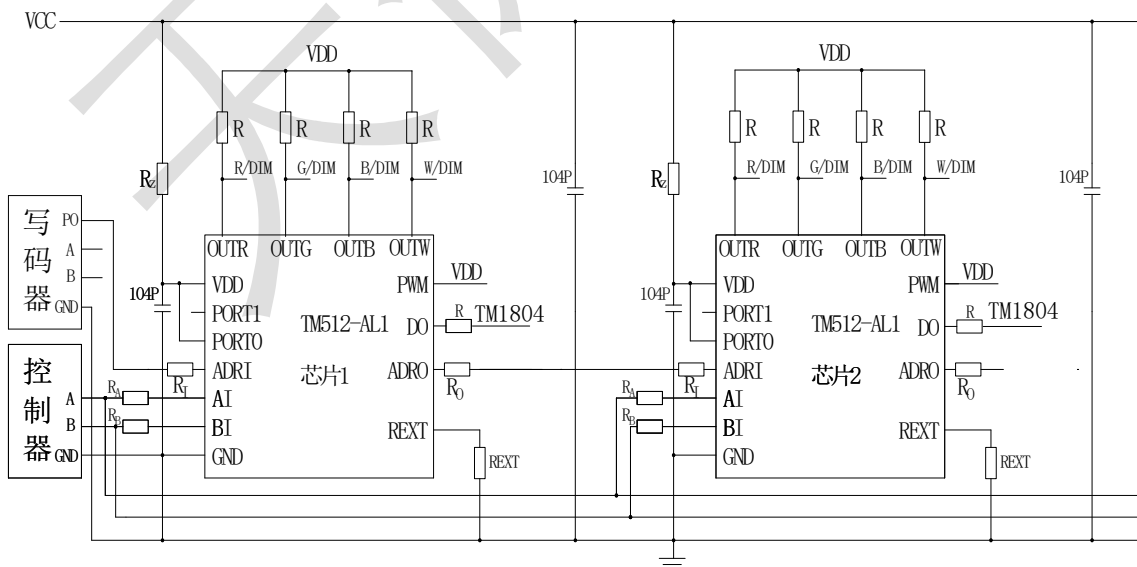 VCC
VDD
VDD
R
R
R
R
R
R
R
R
R/DIM
G/DIM
B/DIM
W/DIM
R/DIM
G/DIM
B/DIM
W/DIM
RZ
104P
RZ
104P
写码器
PO
A
B
GND
OUTR
OUTG
OUTB
OUTW
OUTR
OUTG
OUTB
OUTW
104P
VDD
PWM
VDD
104P
VDD
PWM
VDD
PORT1
TM512-AL1
DO
R
TM1804
PORT1
TM512-AL1
DO
R
TM1804
PORTO
PORTO
控制器
A
B
GND
RI
ADRI
芯片1
ADRO
RO
RI
ADRI
芯片2
ADRO
RO
RA
AI
RA
AI
RB
BI
REXT
RB
BI
REXT
GND
REXT
GND
REXT